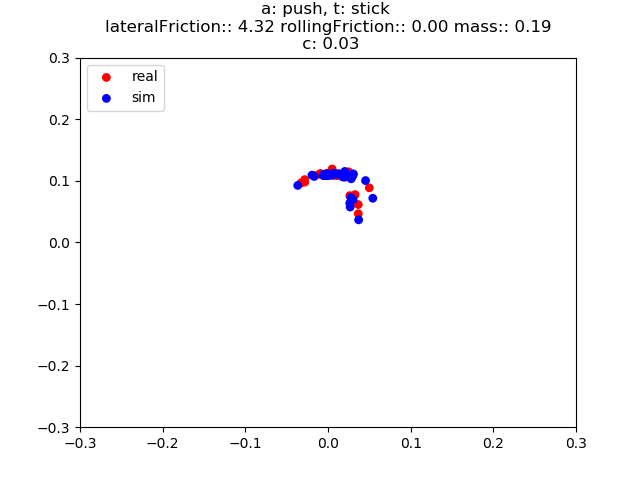 a: push, t: stick
lateralFriction:: 4.32 rollingFriction:: 0.00 mass:: 0.19
c: 0.03
real
sim
0.3
0.2
0.1
0.0
−0.1
−0.2
−0.3
−0.3 −0.2 −0.1 0.0 0.1 0.2 0.3